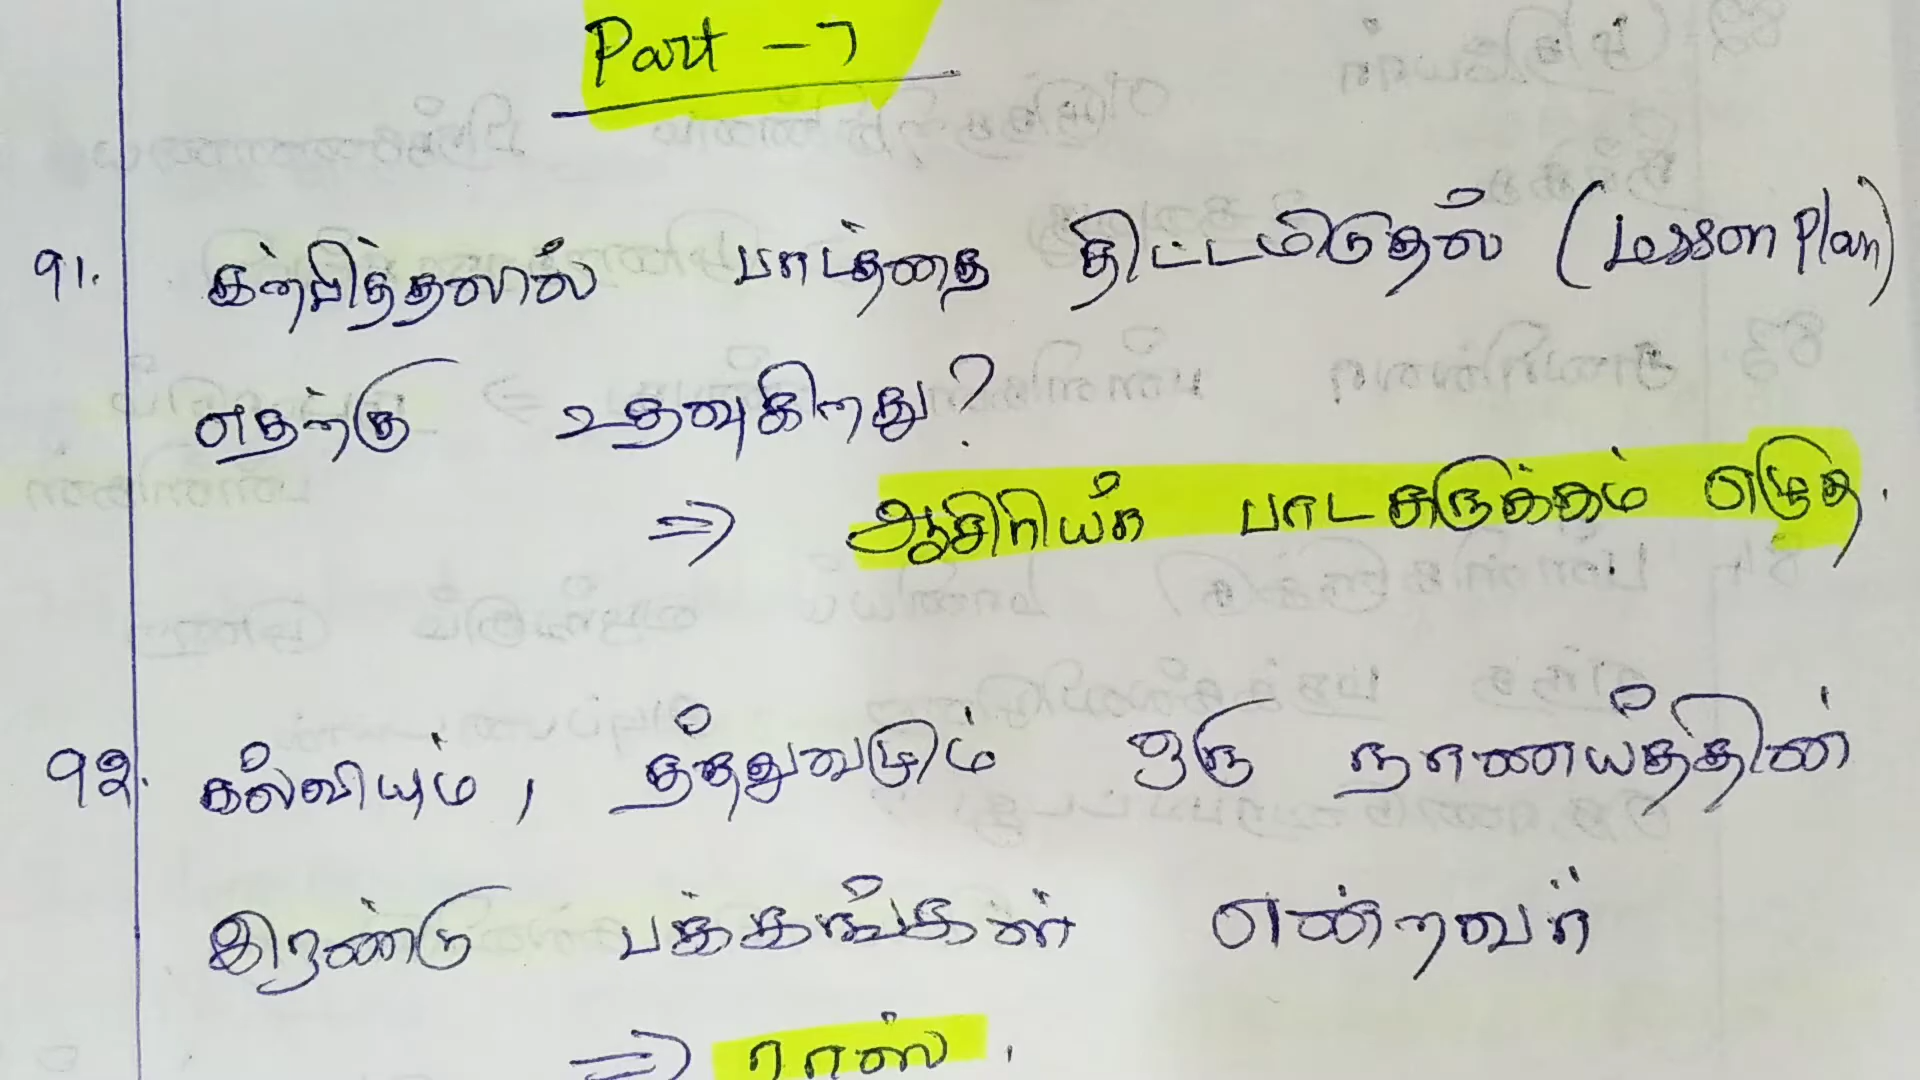 Part - 7
91. கற்பித்தலால் பாடத்தை திட்டமிடுதல் (Lesson Plan)
எதற்கு உதவுகிறது?
⇒ ஆசிரியர் பாடசுருக்கம் எழுத.
92. கல்வியும், தத்துவமும் ஒரு நாணயத்தின்
இரண்டு பக்கங்கள் என்றவர்
⇒ ராஸ்.